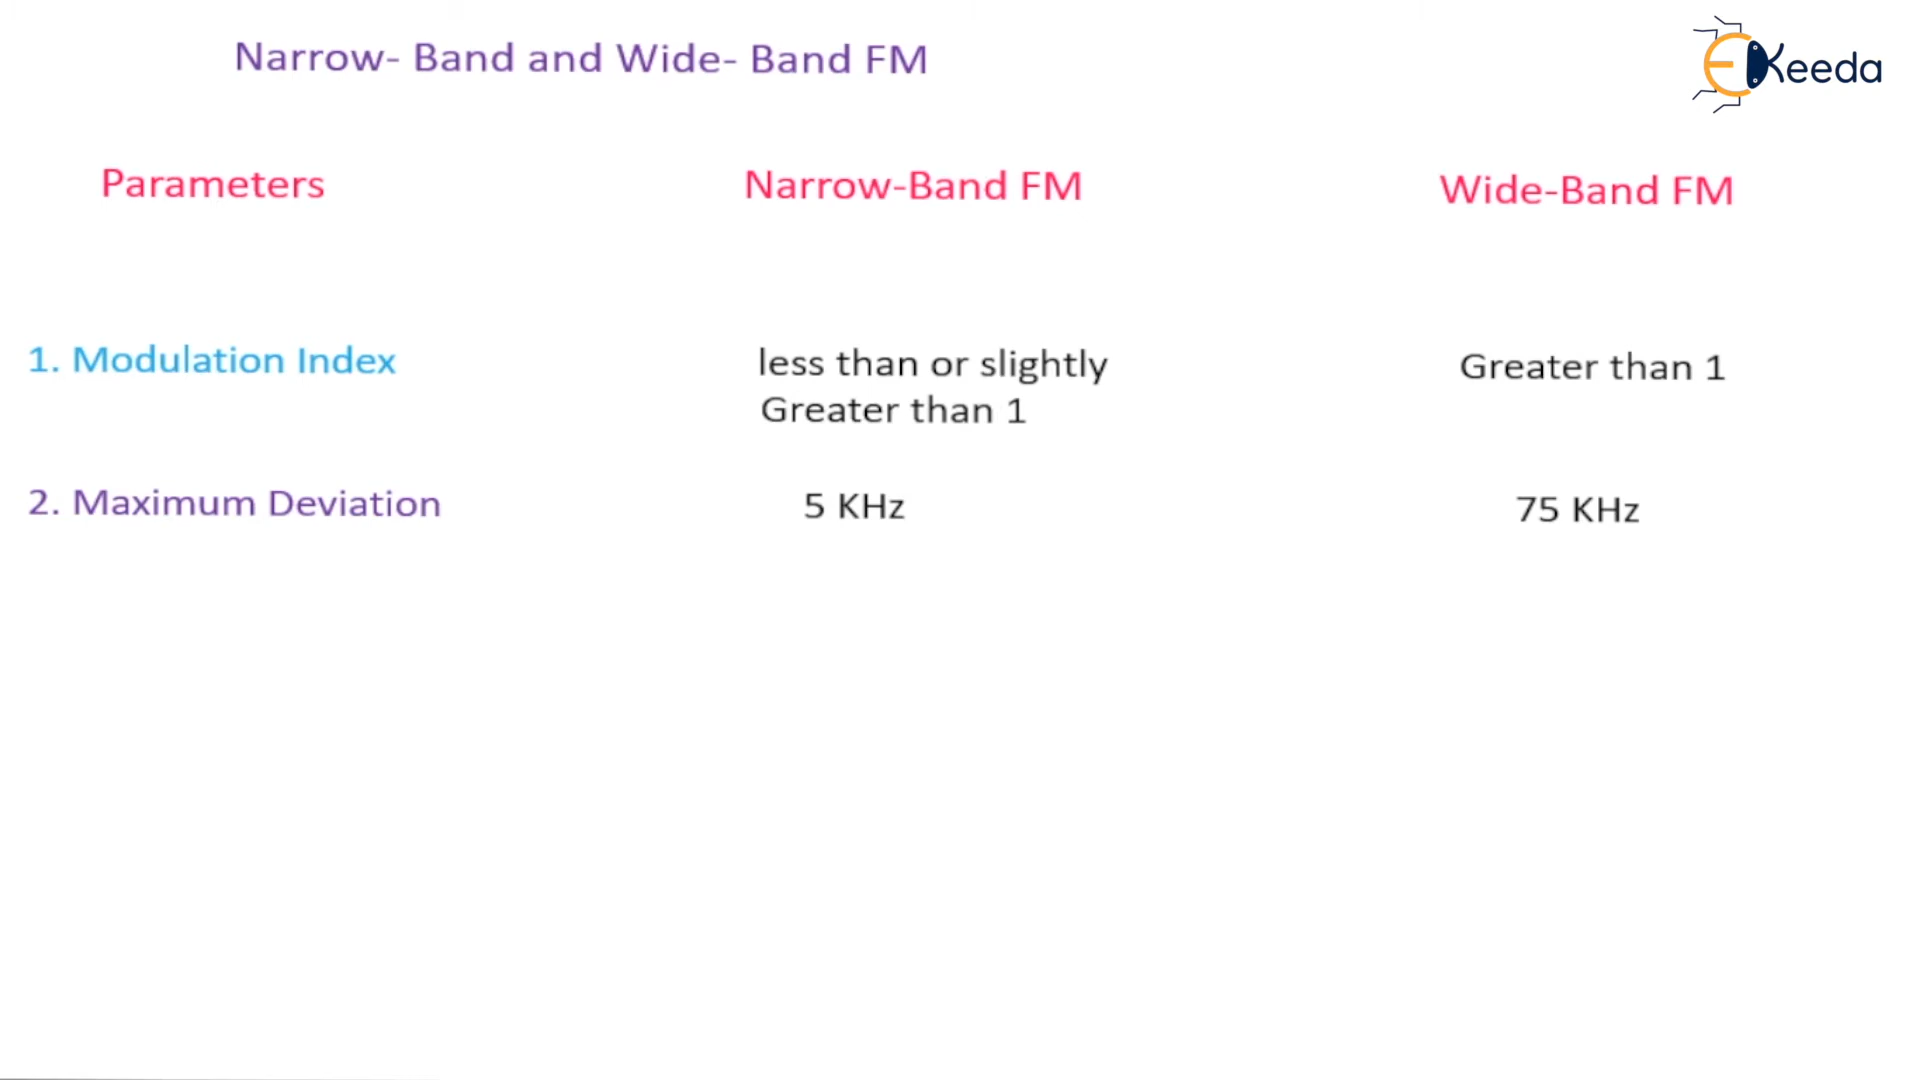 Narrow- Band and Wide- Band FM
EKeeda
Parameters Narrow-Band FM Wide-Band FM
1. Modulation Index less than or slightly Greater than 1
Greater than 1
2. Maximum Deviation 5 KHz 75 KHz